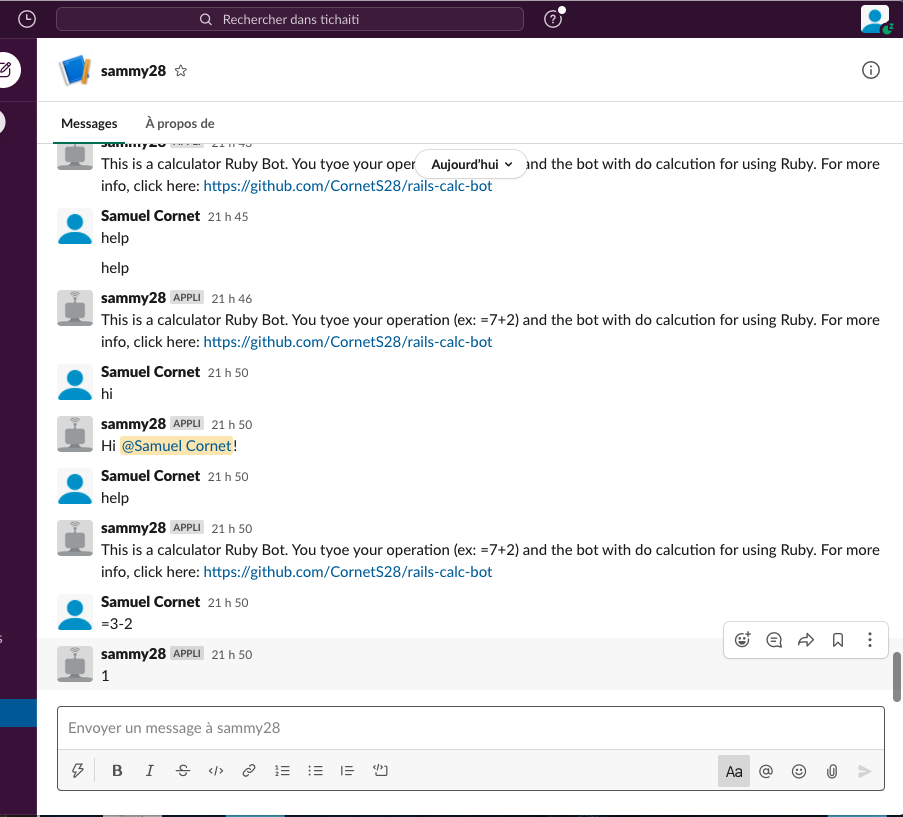 Rechercher dans tichaiti
sammy28
Messages
À propos de
sammy28 APPLI 21 h 45
Aujourd'hui
This is a calculator Ruby Bot. You tyoe your oper and the bot with do calcution for using Ruby. For more
info, click here: https://github.com/CornetS28/rails-calc-bot
Samuel Cornet 21 h 45
help
help
sammy28 APPLI 21 h 46
This is a calculator Ruby Bot. You tyoe your operation (ex: =7+2) and the bot with do calcution for using Ruby. For more
info, click here: https://github.com/CornetS28/rails-calc-bot
Samuel Cornet 21 h 50
hi
sammy28 APPLI 21 h 50
Hi @Samuel Cornet!
Samuel Cornet 21 h 50
help
sammy28 APPLI 21 h 50
This is a calculator Ruby Bot. You tyoe your operation (ex: =7+2) and the bot with do calcution for using Ruby. For more
info, click here: https://github.com/CornetS28/rails-calc-bot
Samuel Cornet 21 h 50
=3-2
sammy28 APPLI 21 h 50
1
Envoyer un message à sammy28
B I S
Aa @